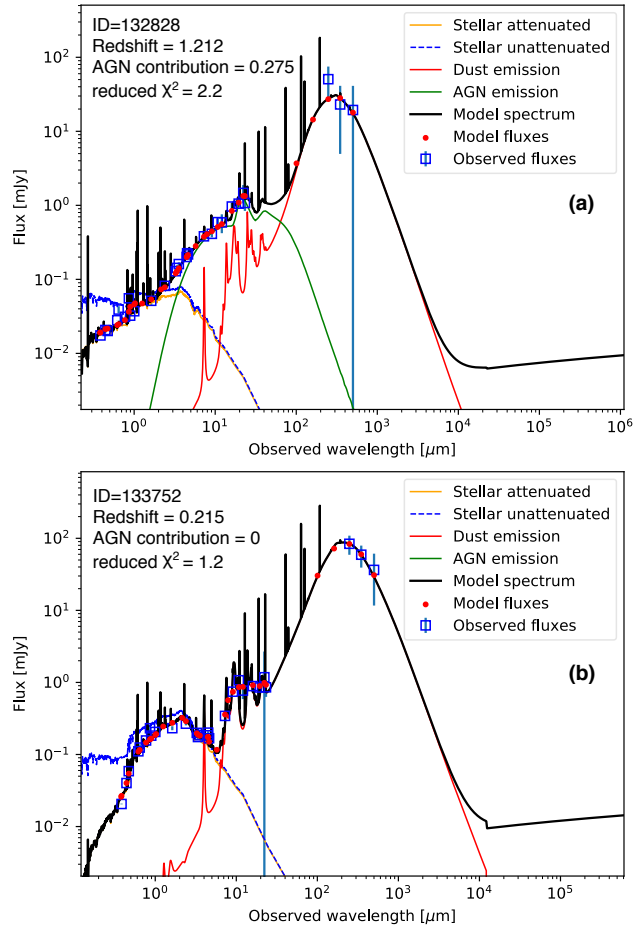 ID=132828
Redshift = 1.212
AGN contribution = 0.275
reduced Χ² = 2.2
Stellar attenuated
Stellar unattenuated
Dust emission
AGN emission
Model spectrum
Model fluxes
Observed fluxes
(a)
Flux [mJy]
10²
10¹
10⁰
10⁻¹
10⁻²
10⁰ 10¹ 10² 10³ 10⁴ 10⁵ 10⁶
Observed wavelength [μm]
ID=133752
Redshift = 0.215
AGN contribution = 0
reduced Χ² = 1.2
Stellar attenuated
Stellar unattenuated
Dust emission
AGN emission
Model spectrum
Model fluxes
Observed fluxes
(b)
Flux [mJy]
10²
10¹
10⁰
10⁻¹
10⁻²
10⁰ 10¹ 10² 10³ 10⁴ 10⁵
Observed wavelength [μm]